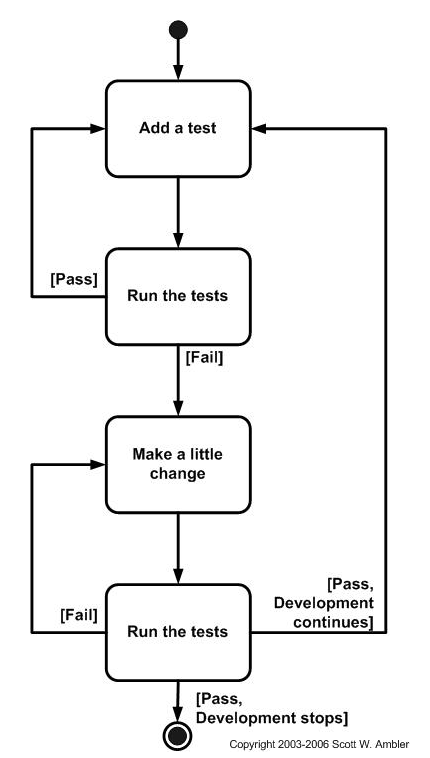 Add a test
[Pass]
Run the tests
[Fail]
Make a little
change
[Pass,
Development
continues]
[Fail]
Run the tests
[Pass,
Development stops]
Copyright 2003-2006 Scott W. Ambler